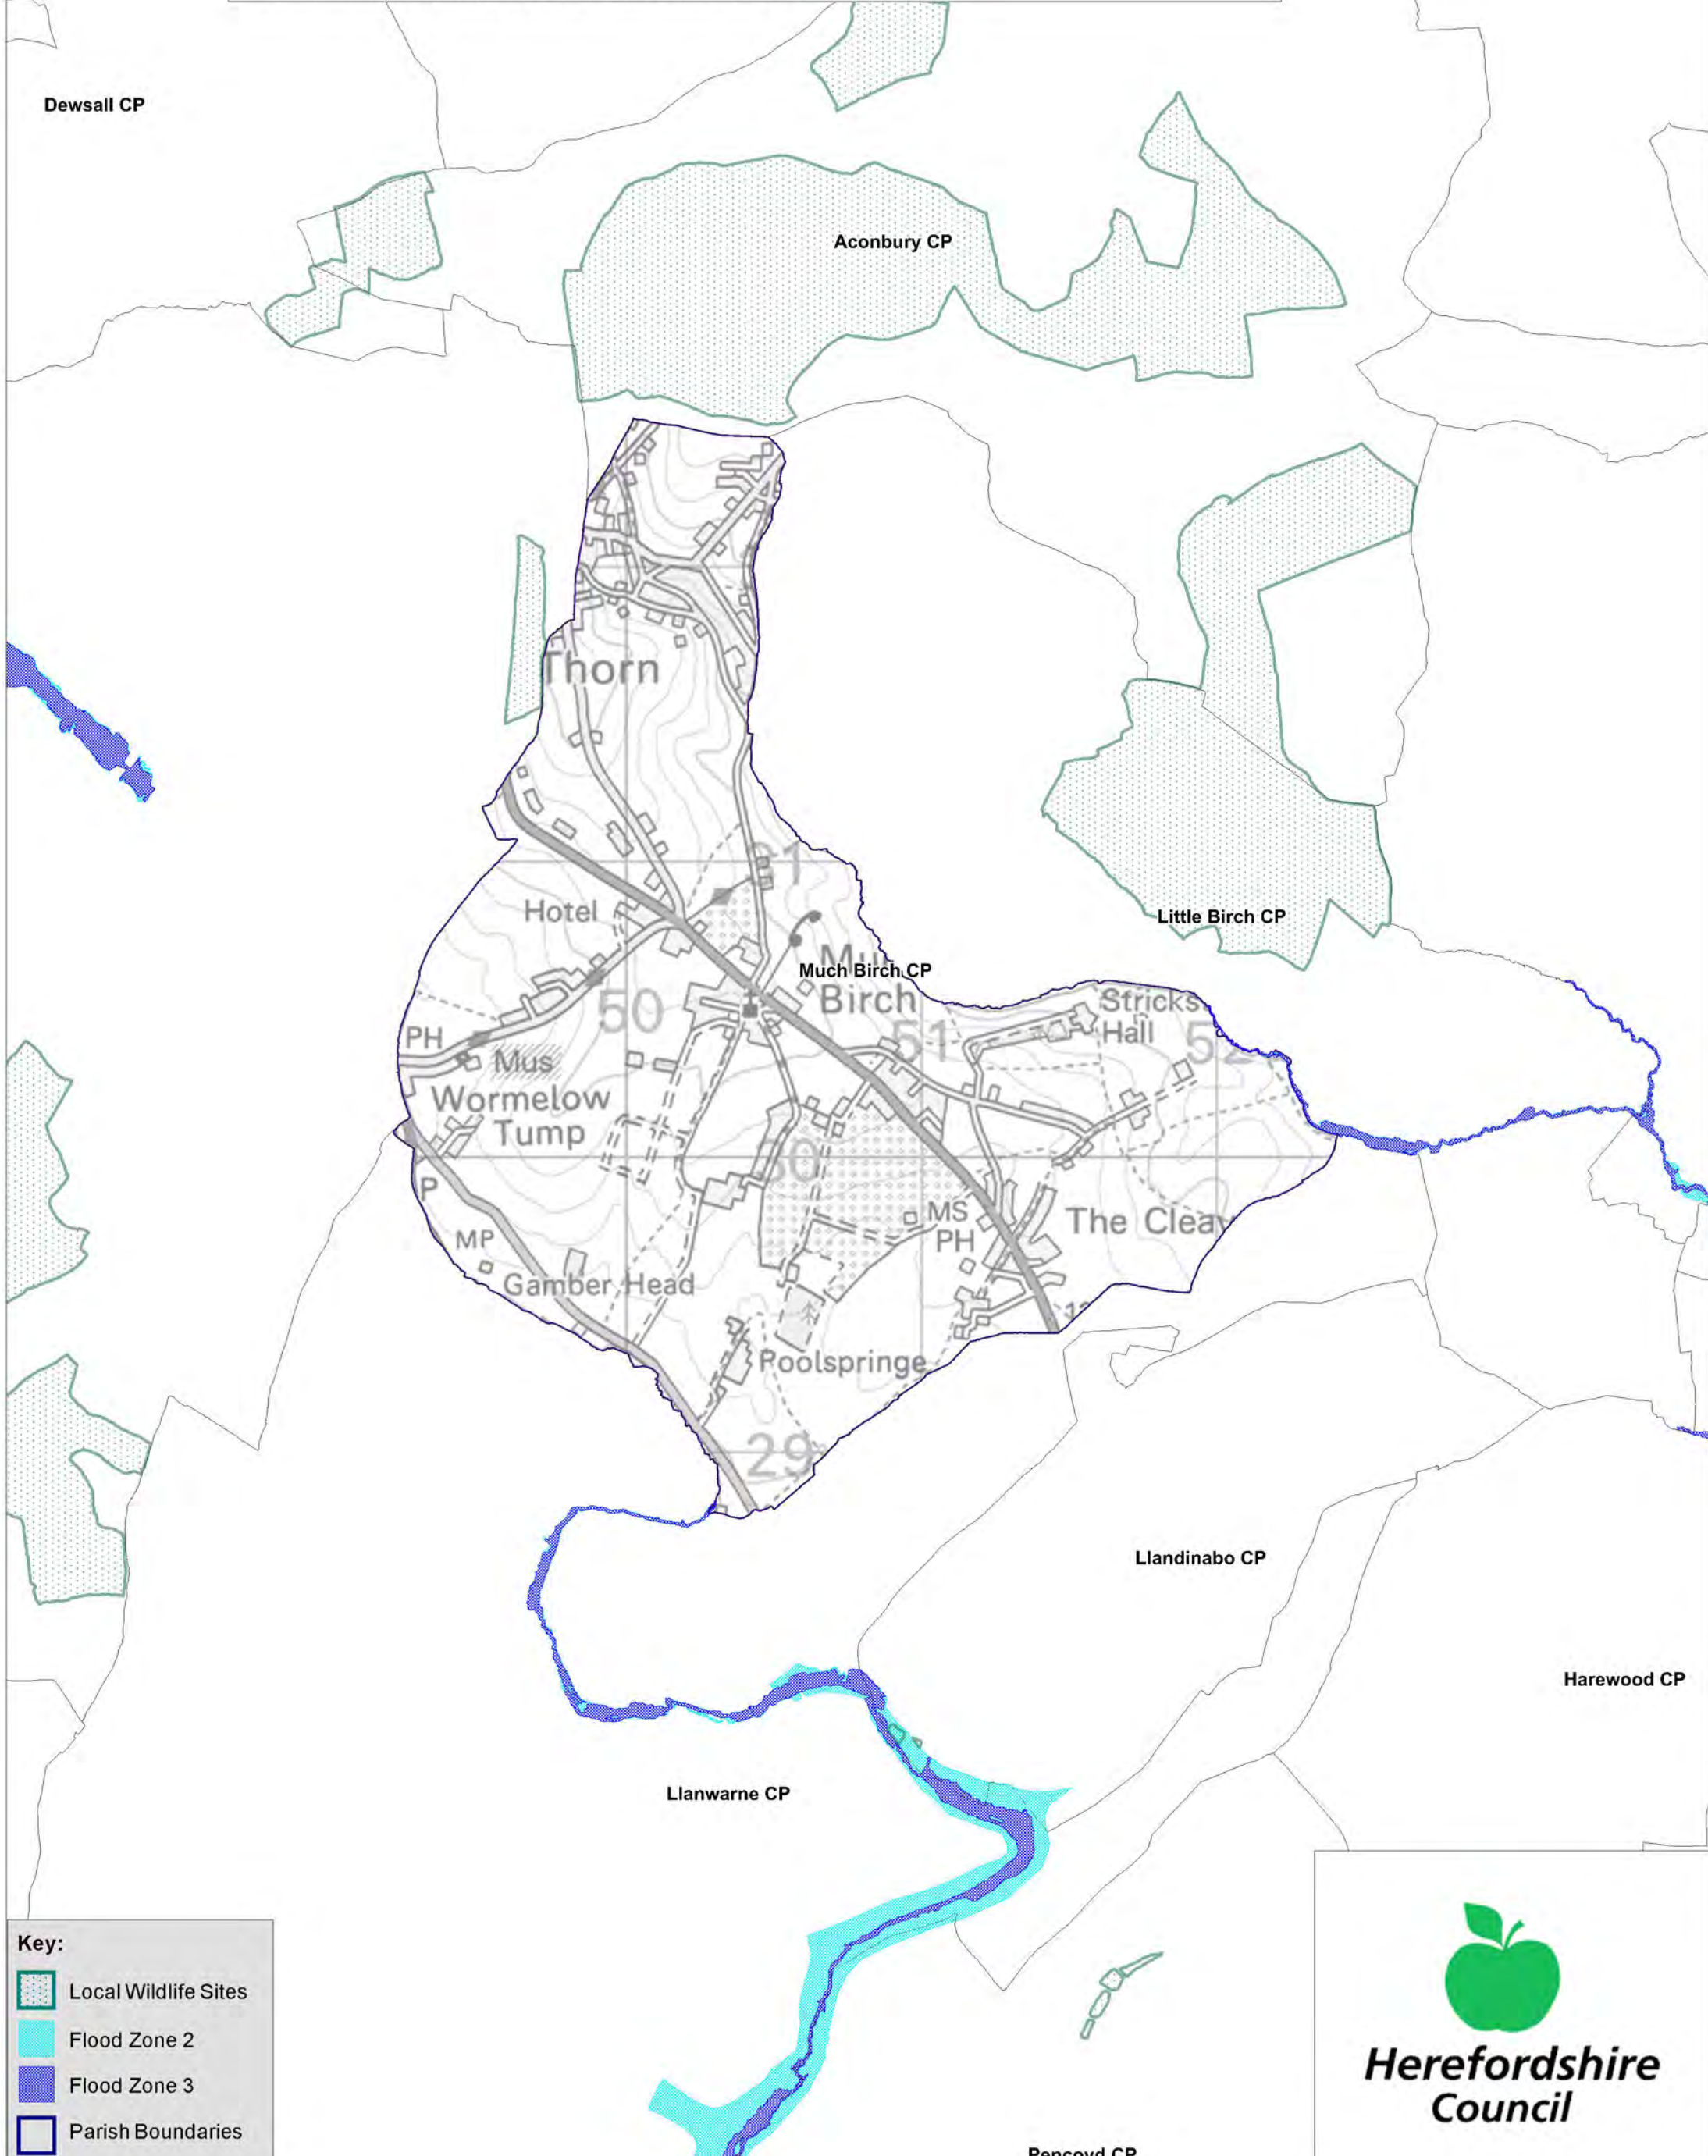 Dewsall CP
Aconbury CP
Thorn
Hotel
Little Birch CP
Much Birch CP
Birch
50
51
Stricks
Hall
PH
Mus
Wormelow
Tump
P
MP
MS
PH
The Clea
Gamber Head
Poolspringe
29
Llandinabo CP
Harewood CP
Llanwarne CP
Key:
Local Wildlife Sites
Flood Zone 2
Flood Zone 3
Parish Boundaries
Herefordshire
Council